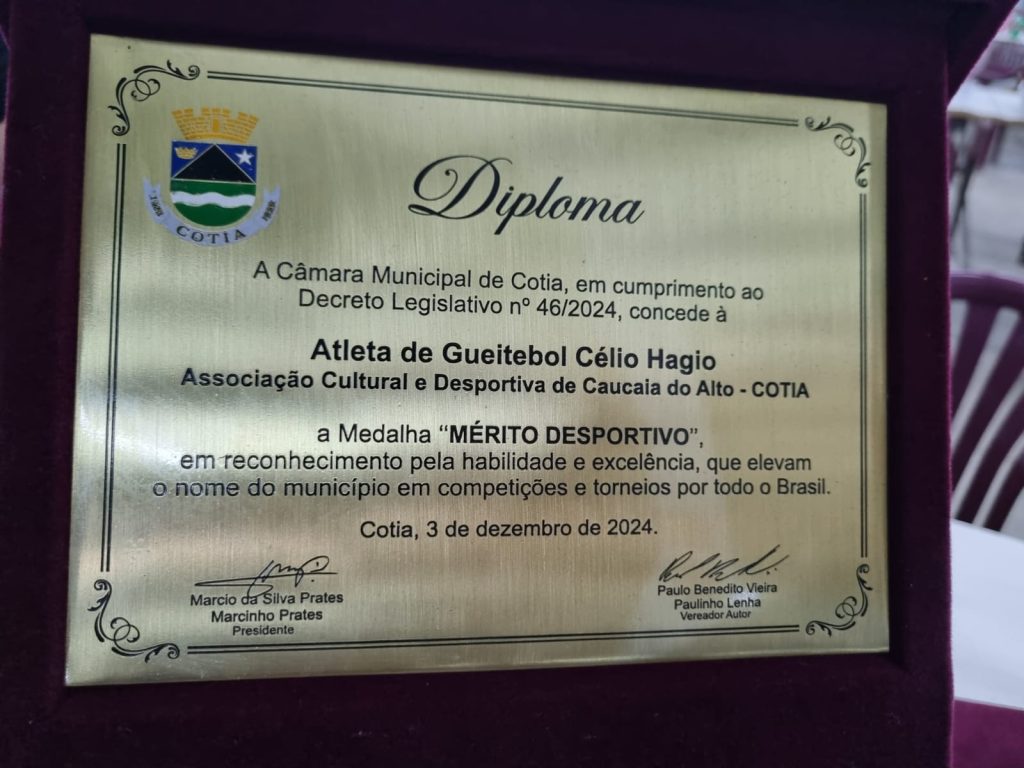 COTIA
Diploma
A Câmara Municipal de Cotia, em cumprimento ao
Decreto Legislativo nº 46/2024, concede à
Atleta de Gueitebol Célio Hagio
Associação Cultural e Desportiva de Caucaia do Alto - COTIA
a Medalha “MÉRITO DESPORTIVO”,
em reconhecimento pela habilidade e excelência, que elevam
o nome do município em competições e torneios por todo o Brasil.
Cotia, 3 de dezembro de 2024.
Marcio da Silva Prates
Marcinho Prates
Presidente
Paulo Benedito Vieira
Paulinho Lenha
Vereador Autor